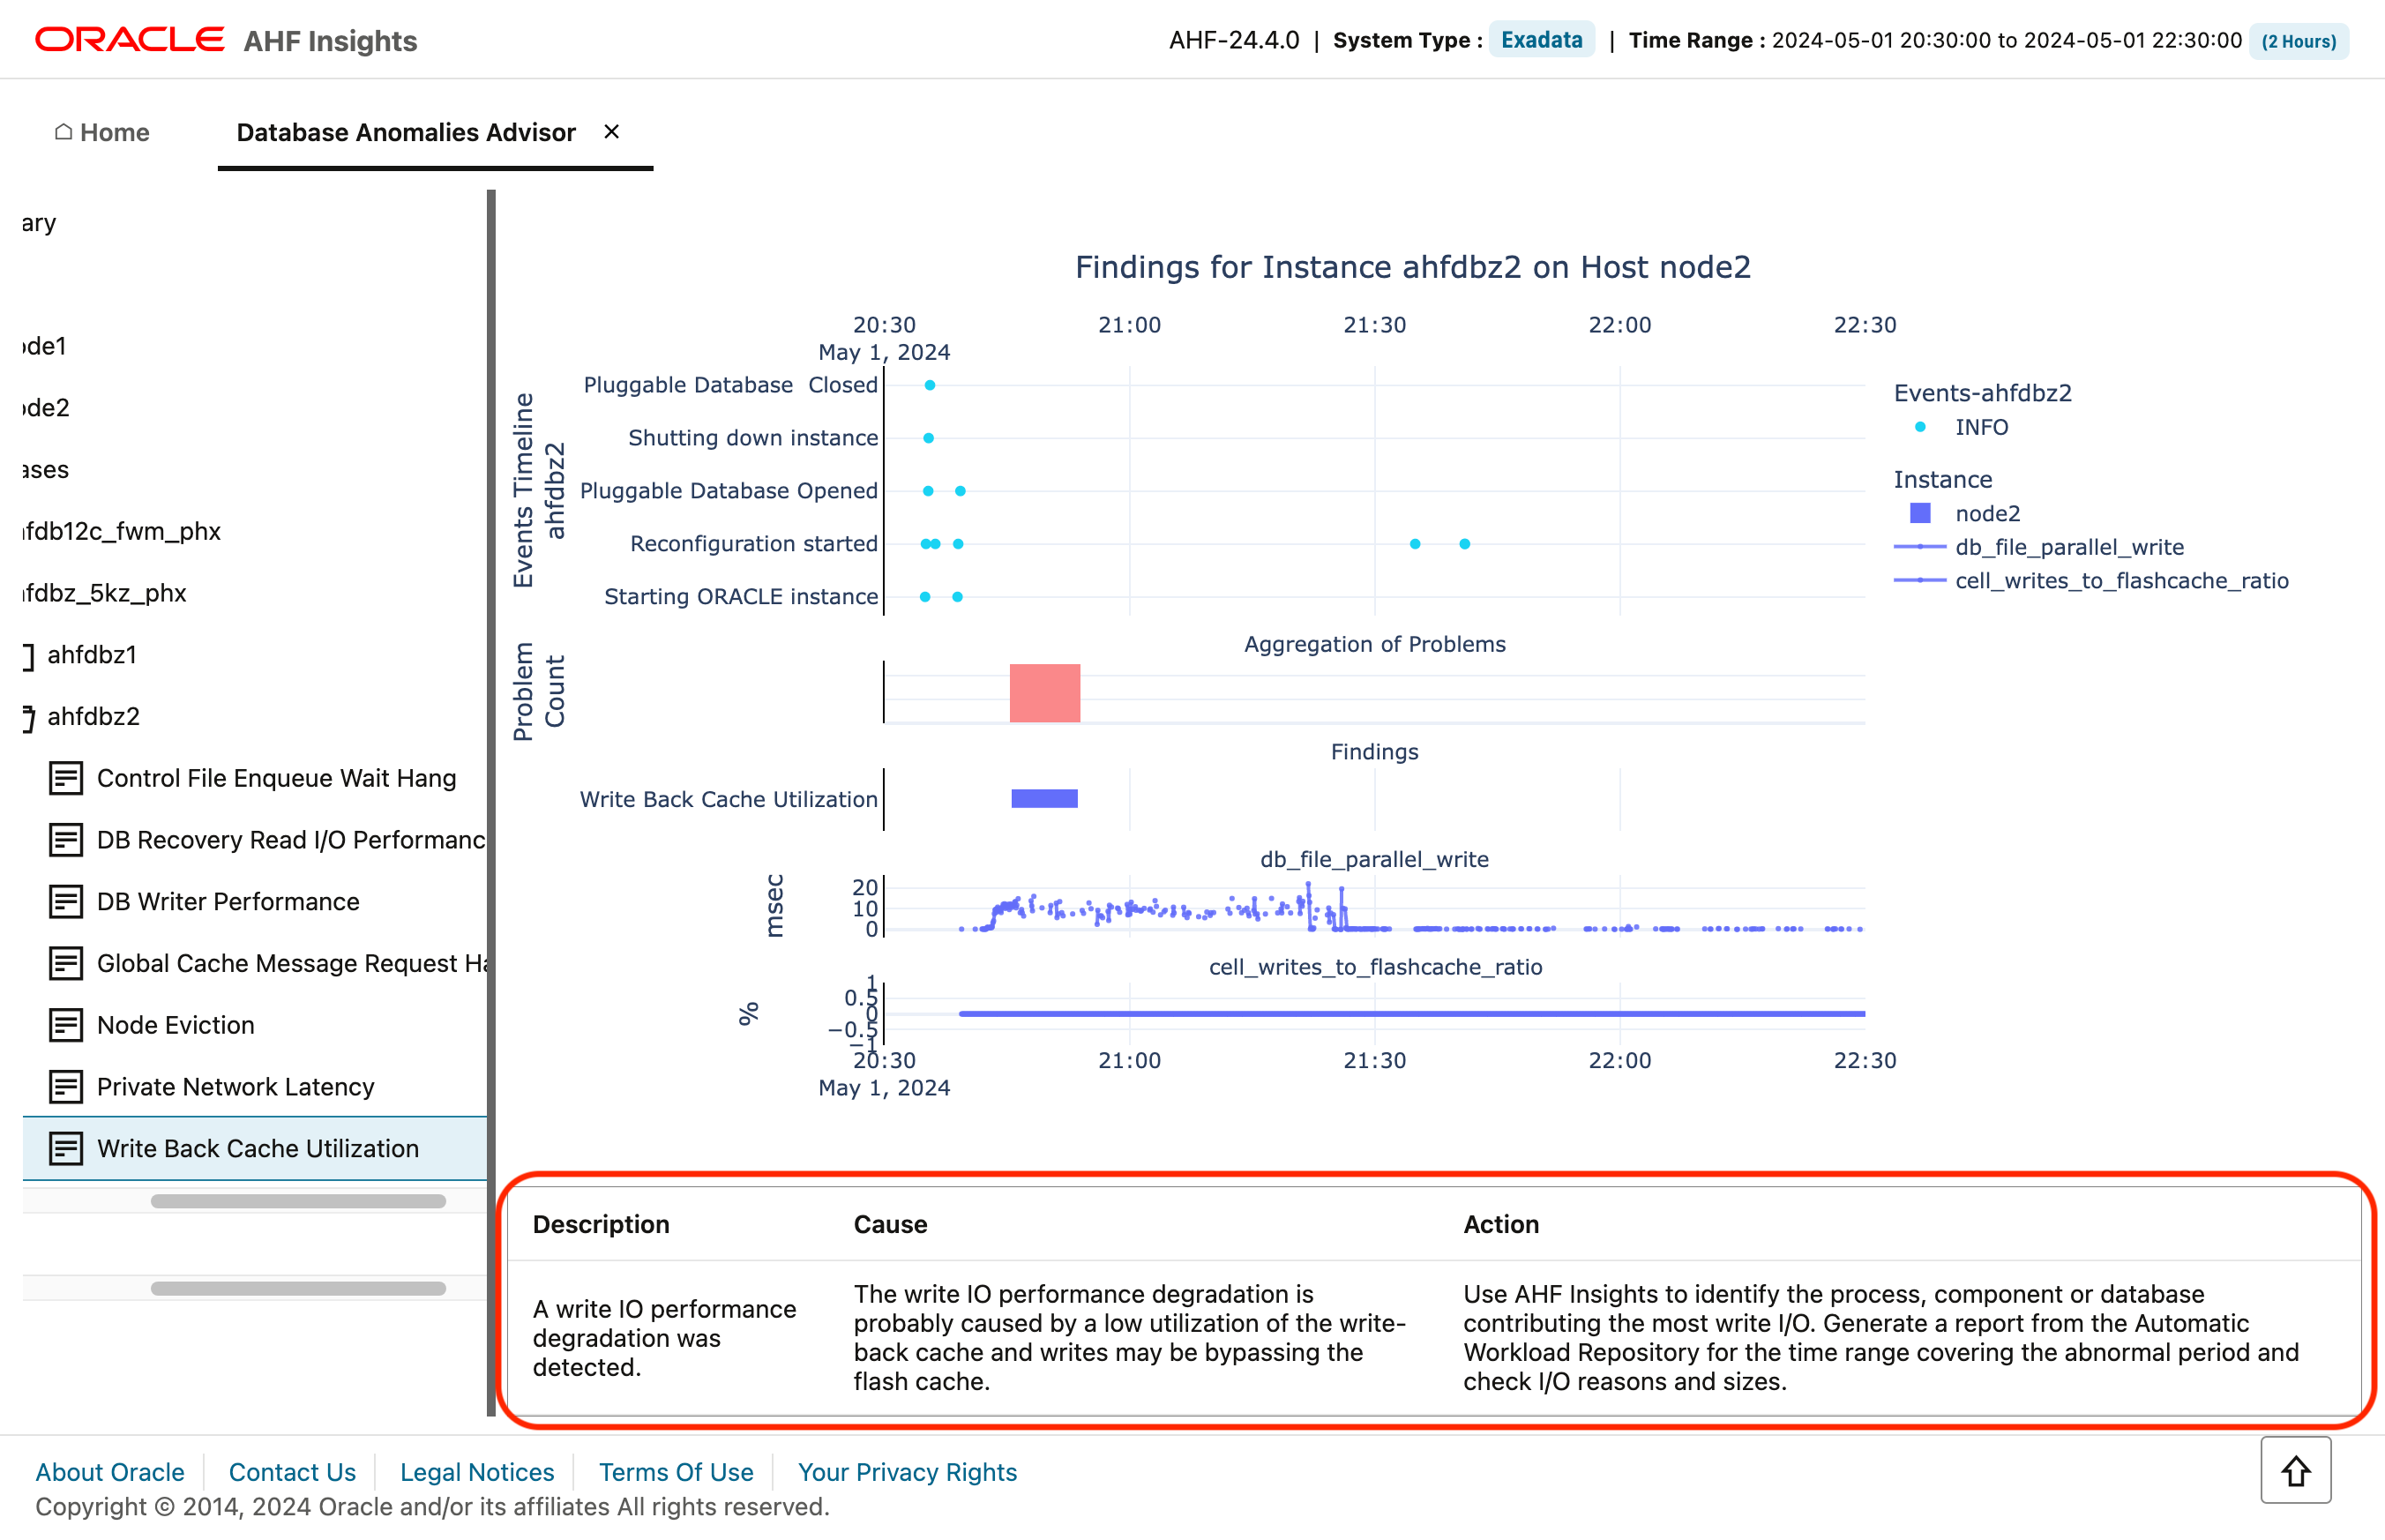 ORACLE AHF Insights
AHF-24.4.0 | System Type : Exadata | Time Range : 2024-05-01 20:30:00 to 2024-05-01 22:30:00 (2 Hours)
Home
Database Anomalies Advisor ×
ary
ode1
ode2
ases
fdb12c_fwm_phx
fdbz_5kz_phx
ahfdbz1
ahfdbz2
Control File Enqueue Wait Hang
DB Recovery Read I/O Performanc
DB Writer Performance
Global Cache Message Request Ha
Node Eviction
Private Network Latency
Write Back Cache Utilization
Findings for Instance ahfdbz2 on Host node2
20:30 21:00 21:30 22:00 22:30
May 1, 2024
Events Timeline
ahfdbz2
Pluggable Database Closed
Shutting down instance
Pluggable Database Opened
Reconfiguration started
Starting ORACLE instance
Events-ahfdbz2
INFO
Instance
node2
db_file_parallel_write
cell_writes_to_flashcache_ratio
Aggregation of Problems
Problem
Count
Findings
Write Back Cache Utilization
db_file_parallel_write
msec
20
10
0
cell_writes_to_flashcache_ratio
%
1
0.5
0
−0.5
−1
20:30 21:00 21:30 22:00 22:30
May 1, 2024
Description
Cause
Action
A write IO performance
degradation was
detected.
The write IO performance degradation is
probably caused by a low utilization of the write-
back cache and writes may be bypassing the
flash cache.
Use AHF Insights to identify the process, component or database
contributing the most write I/O. Generate a report from the Automatic
Workload Repository for the time range covering the abnormal period and
check I/O reasons and sizes.
About Oracle
Contact Us
Legal Notices
Terms Of Use
Your Privacy Rights
Copyright © 2014, 2024 Oracle and/or its affiliates All rights reserved.